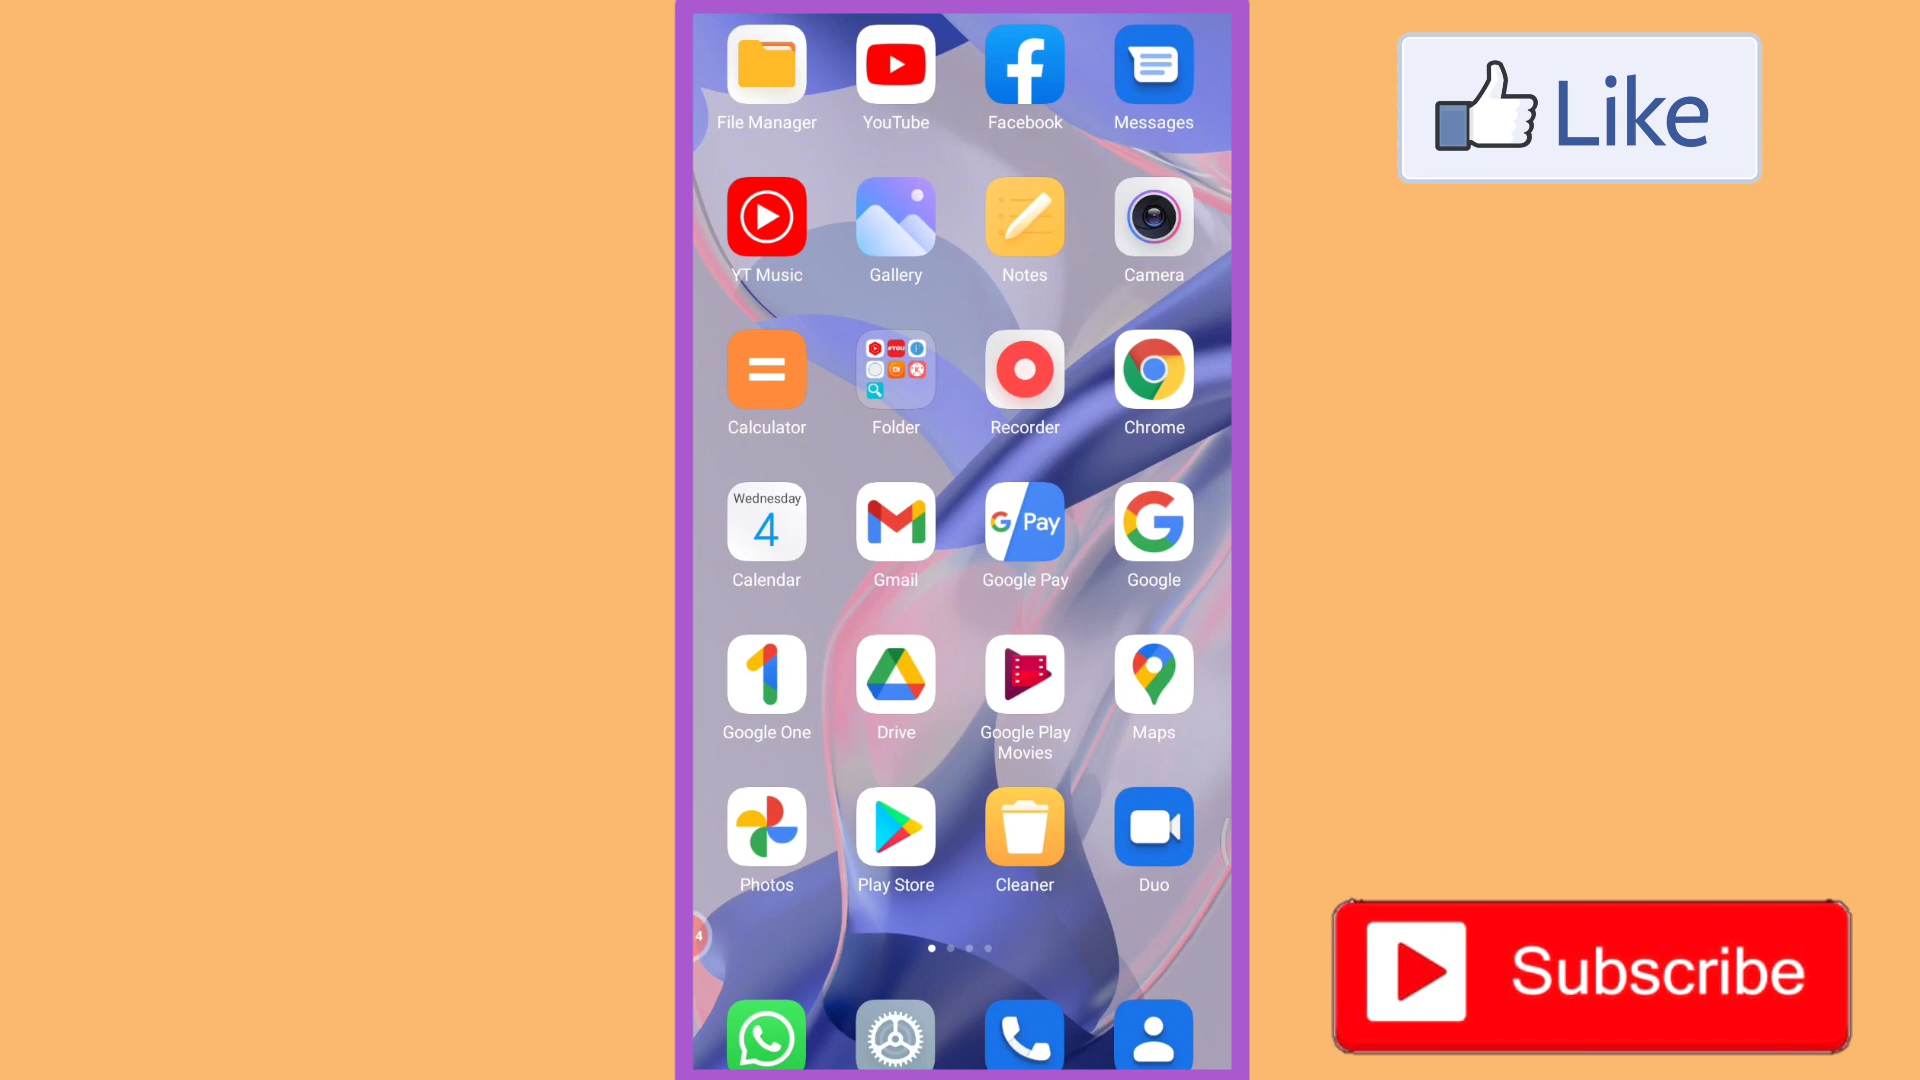 File Manager YouTube Facebook Messages
Like
YT Music Gallery Notes Camera
Calculator Folder Recorder Chrome
Wednesday
4
G Pay
Calendar Gmail Google Pay Google
Google One Drive Google Play Movies Maps
Photos Play Store Cleaner Duo
4
Subscribe